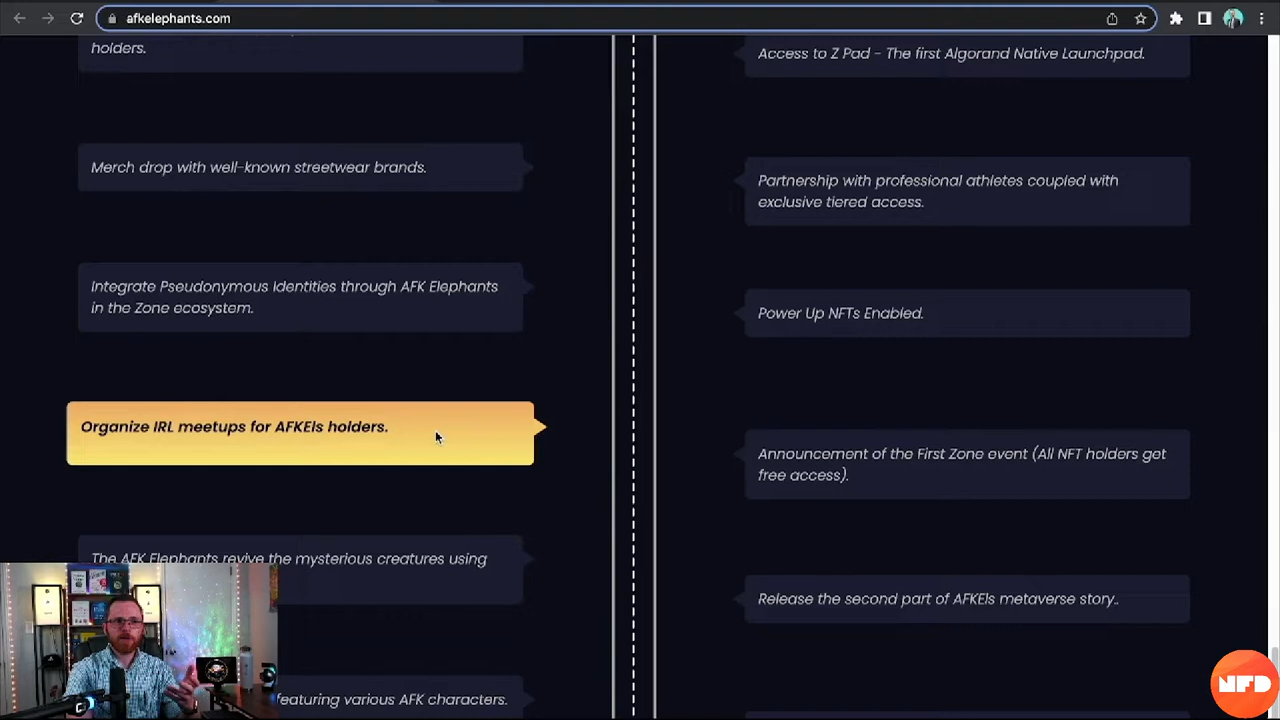 afkelephants.com
holders.
Access to Z Pad - The first Algorand Native Launchpad.
Merch drop with well-known streetwear brands.
Partnership with professional athletes coupled with
exclusive tiered access.
Integrate Pseudonymous Identities through AFK Elephants
in the Zone ecosystem.
Power Up NFTs Enabled.
Organize IRL meetups for AFKEls holders.
Announcement of the First Zone event (All NFT holders get
free access).
The AFK Elephants revive the mysterious creatures using
Release the second part of AFKEls metaverse story..
featuring various AFK characters.
NFD